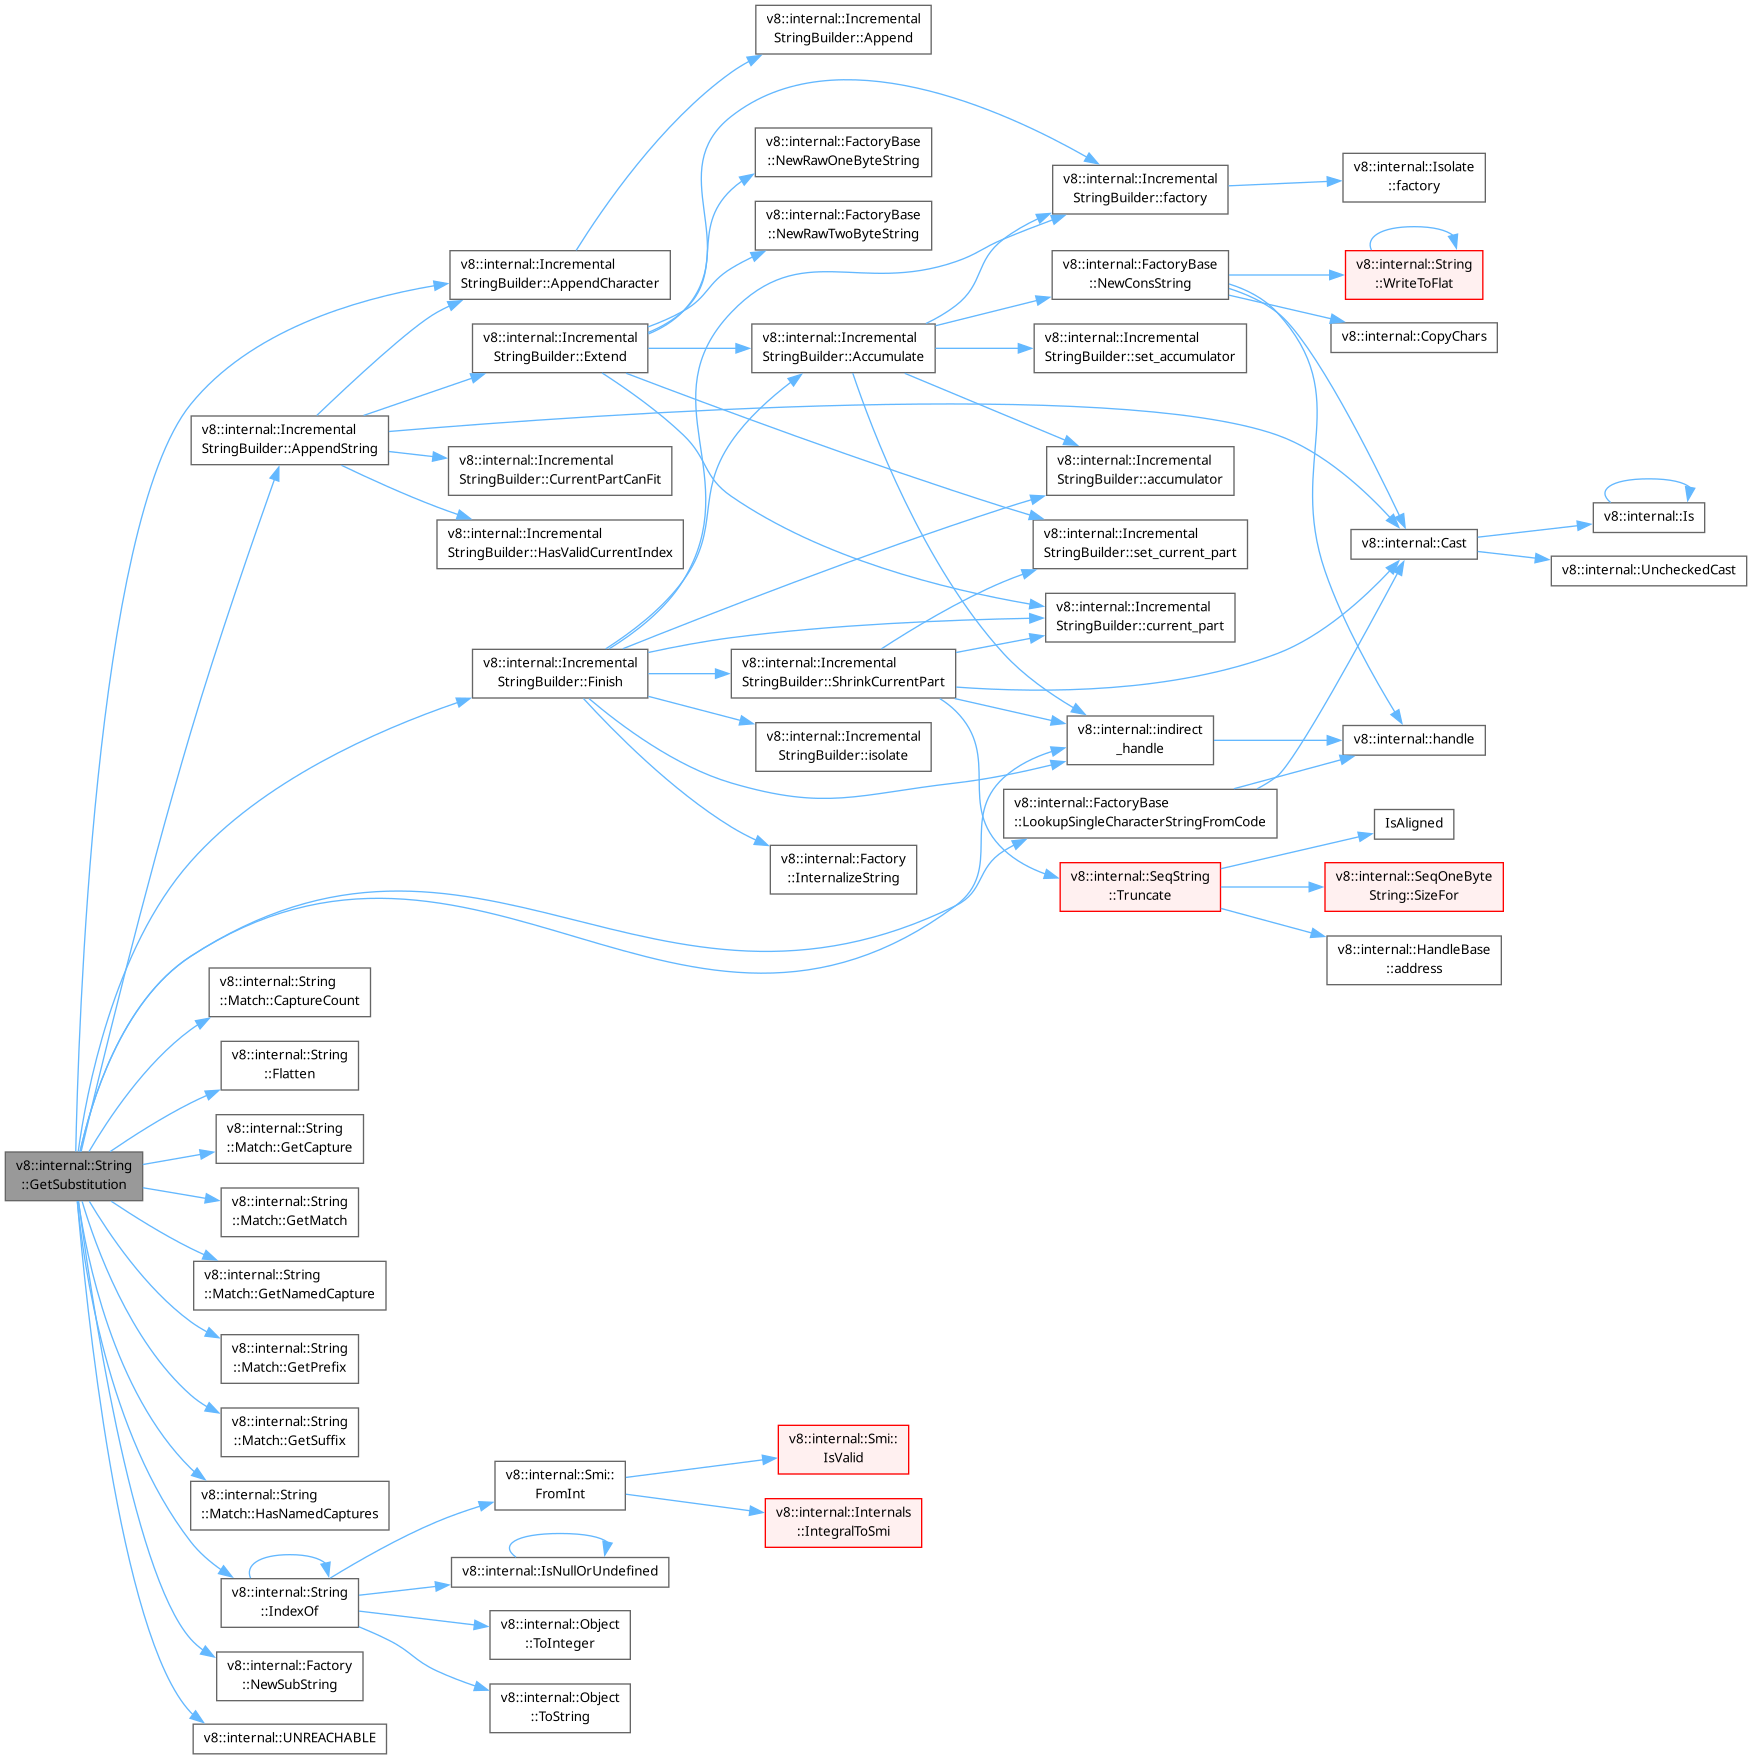 v8::internal::Incremental
StringBuilder::Append
v8::internal::FactoryBase
::NewRawOneByteString
v8::internal::Incremental
StringBuilder::factory
v8::internal::Isolate
::factory
v8::internal::FactoryBase
::NewRawTwoByteString
v8::internal::Incremental
StringBuilder::AppendCharacter
v8::internal::FactoryBase
::NewConsString
v8::internal::String
::WriteToFlat
v8::internal::Incremental
StringBuilder::Extend
v8::internal::Incremental
StringBuilder::Accumulate
v8::internal::Incremental
StringBuilder::set_accumulator
v8::internal::CopyChars
v8::internal::Incremental
StringBuilder::AppendString
v8::internal::Incremental
StringBuilder::CurrentPartCanFit
v8::internal::Incremental
StringBuilder::accumulator
v8::internal::Incremental
StringBuilder::HasValidCurrentIndex
v8::internal::Incremental
StringBuilder::set_current_part
v8::internal::Cast
v8::internal::Is
v8::internal::UncheckedCast
v8::internal::Incremental
StringBuilder::current_part
v8::internal::Incremental
StringBuilder::Finish
v8::internal::Incremental
StringBuilder::ShrinkCurrentPart
v8::internal::Incremental
StringBuilder::isolate
v8::internal::indirect
_handle
v8::internal::handle
v8::internal::FactoryBase
::LookupSingleCharacterStringFromCode
IsAligned
v8::internal::Factory
::InternalizeString
v8::internal::SeqString
::Truncate
v8::internal::SeqOneByte
String::SizeFor
v8::internal::HandleBase
::address
v8::internal::String
::Match::CaptureCount
v8::internal::String
::Flatten
v8::internal::String
::Match::GetCapture
v8::internal::String
::GetSubstitution
v8::internal::String
::Match::GetMatch
v8::internal::String
::Match::GetNamedCapture
v8::internal::String
::Match::GetPrefix
v8::internal::String
::Match::GetSuffix
v8::internal::String
::Match::HasNamedCaptures
v8::internal::Smi::
FromInt
v8::internal::Smi::
IsValid
v8::internal::Internals
::IntegralToSmi
v8::internal::String
::IndexOf
v8::internal::IsNullOrUndefined
v8::internal::Object
::ToInteger
v8::internal::Factory
::NewSubString
v8::internal::Object
::ToString
v8::internal::UNREACHABLE